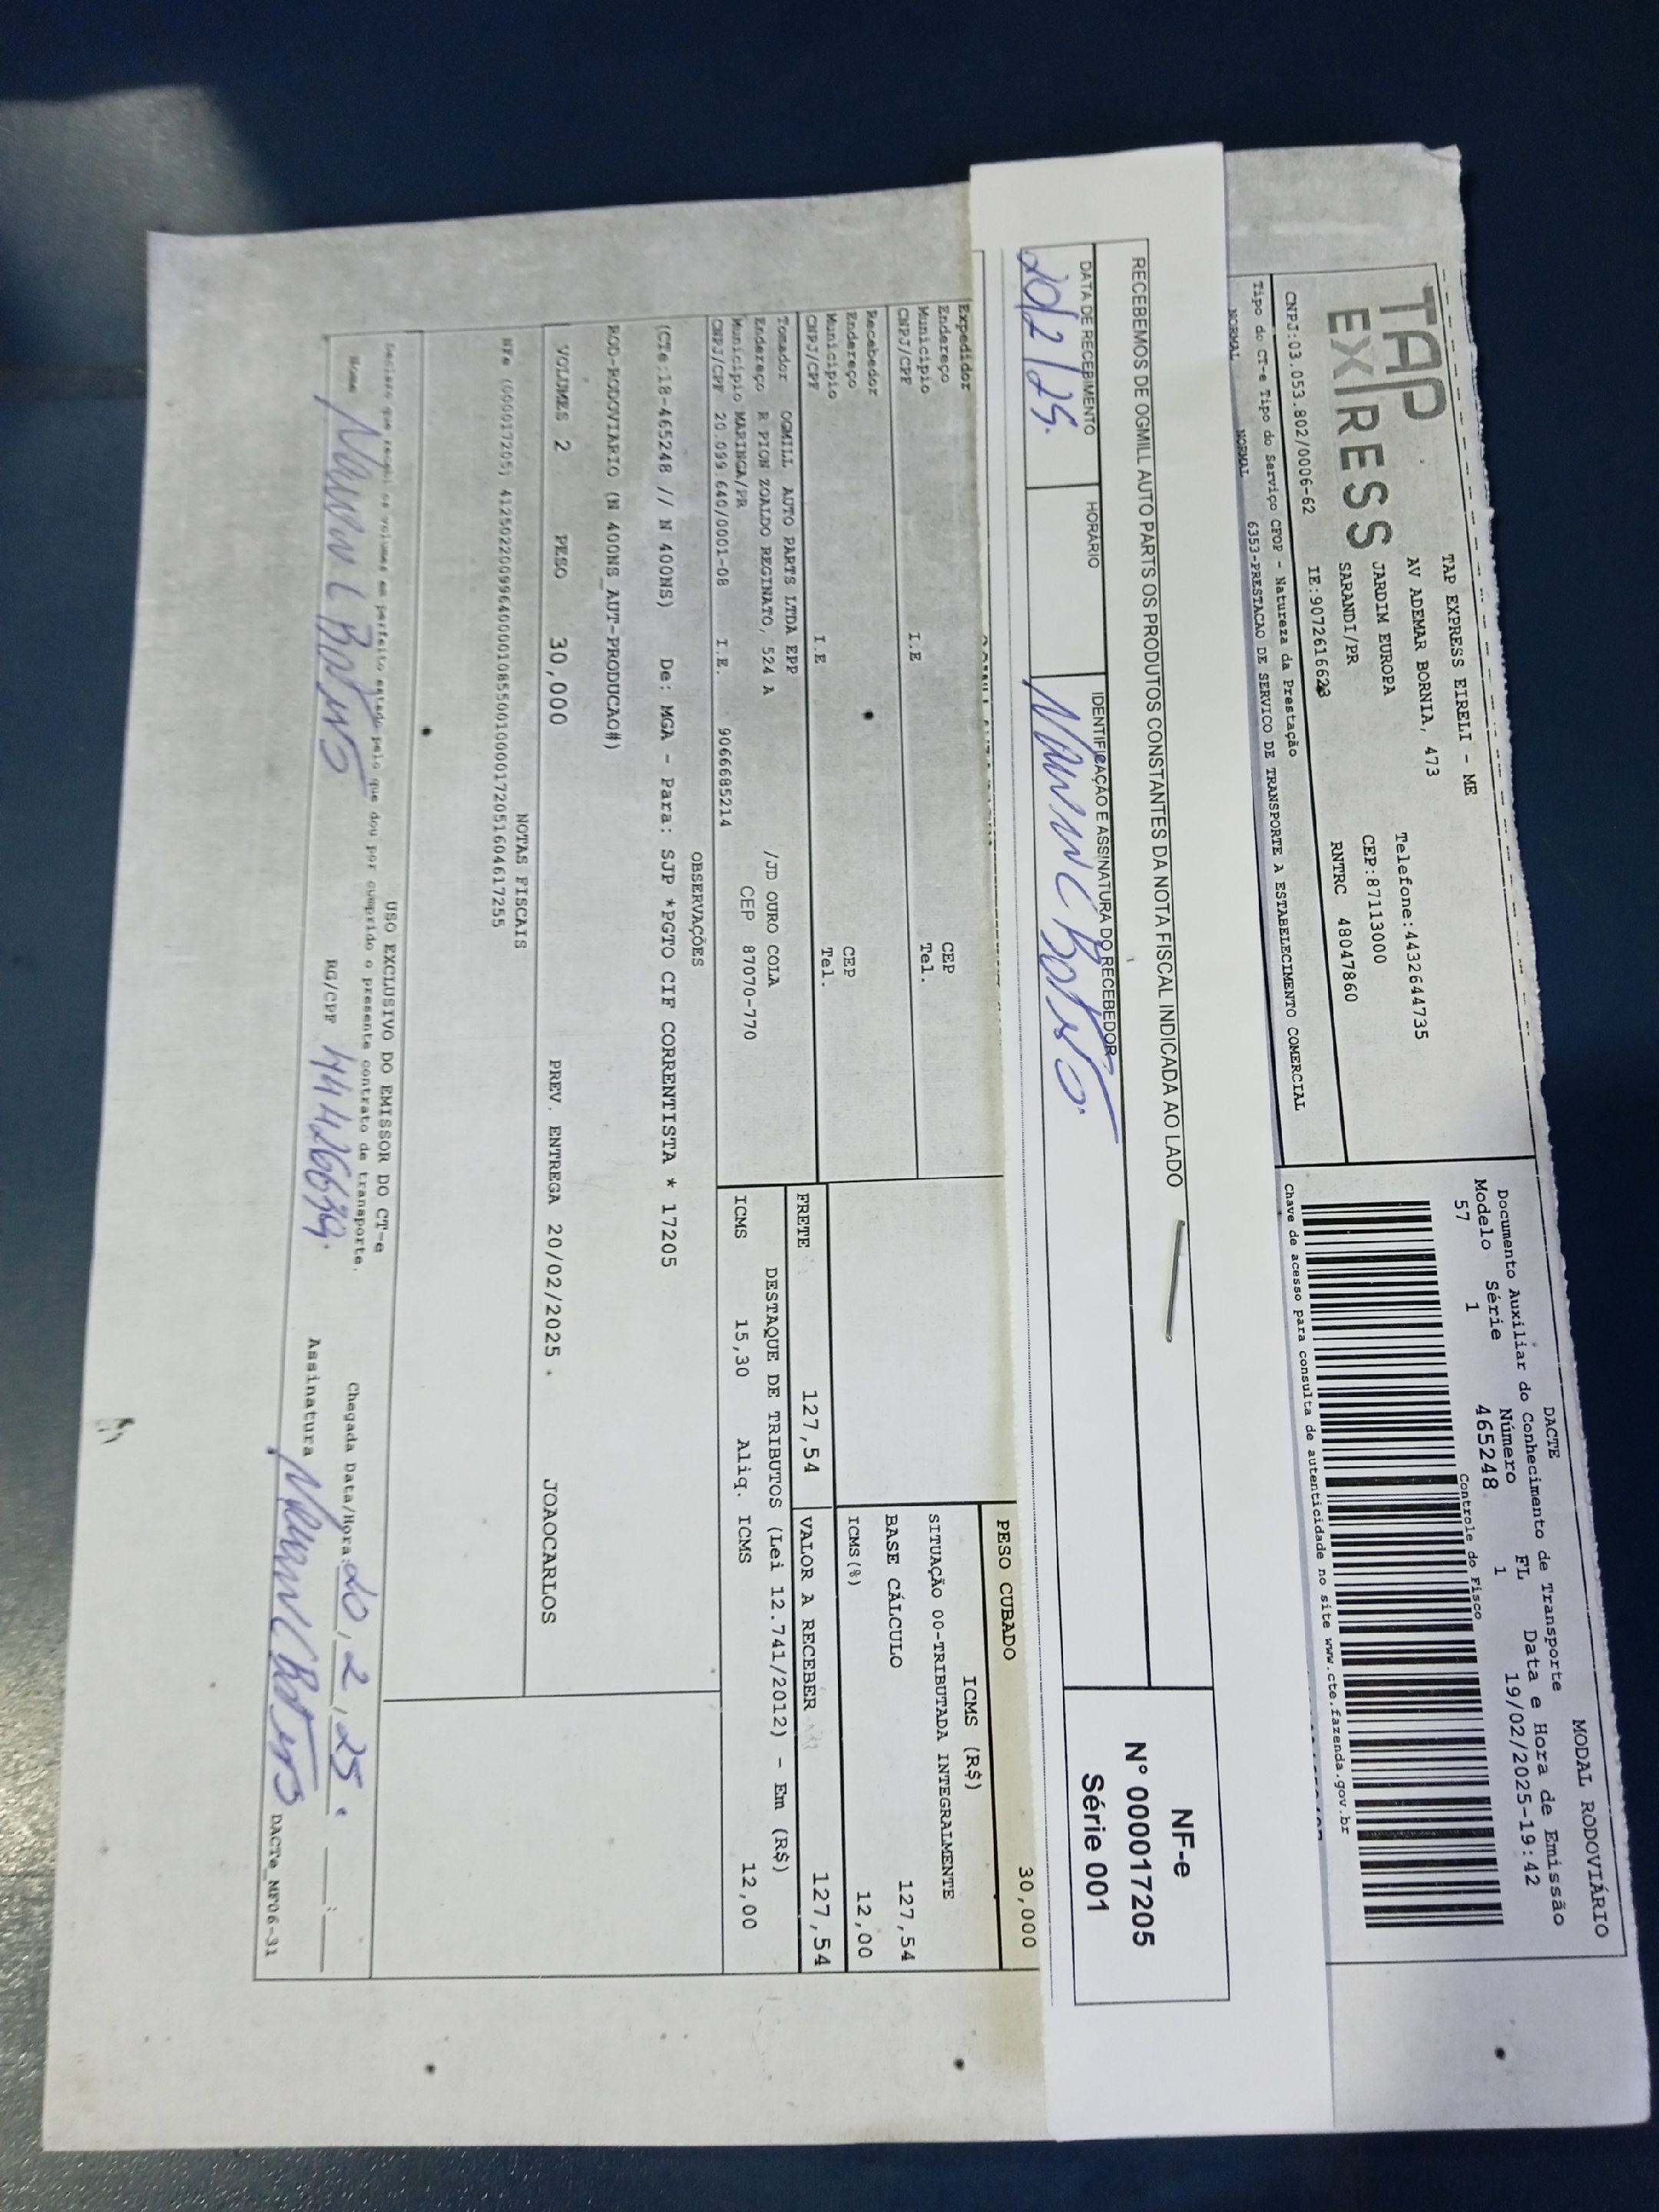 TAP
EXPRESS
TAP EXPRESS EIRELI - ME
AV ADEMAR BORNIA, 473
JARDIM EUROPA
SARANDI/PR
Telefone:4432644735
CEP:87113000
RNTRC 48047860
CNPJ:03.053.802/0006-62 IE:9072616623
Tipo do CT-e Tipo do Serviço CFOP - Natureza da Prestação
NORMAL NORMAL 6353-PRESTACAO DE SERVICO DE TRANSPORTE A ESTABELECIMENTO COMERCIAL
DACTE MODAL RODOVIÁRIO
Documento Auxiliar do Conhecimento de Transporte
Modelo Série Número FL Data e Hora de Emissão
57 1 465248 1 19/02/2025-19:42
Controle do Fisco
Chave de acesso para consulta de autenticidade no site www.cte.fazenda.gov.br
RECEBEMOS DE OGMILL AUTO PARTS OS PRODUTOS CONSTANTES DA NOTA FISCAL INDICADA AO LADO
DATA DE RECEBIMENTO HORÁRIO IDENTIFICAÇÃO E ASSINATURA DO RECEBEDOR
20/2/25.
NF-e
N° 000017205
Série 001
PESO CUBADO 30,000
Expedidor
Endereço
Município CEP
CNPJ/CPF I.E Tel.
Recebedor
Endereço
Município CEP
CNPJ/CPF I.E Tel.
ICMS (R$)
SITUAÇÃO 00-TRIBUTADA INTEGRALMENTE
BASE CÁLCULO 127,54
ICMS(%) 12,00
Tomador OGMILL AUTO PARTS LTDA EPP
Endereço R PION ZOALDO REGINATO, 524 A /JD OURO COLA
Município MARINGA/PR CEP 87070-770
CNPJ/CPF 20.099.640/0001-08 I.E. 9066685214
FRETE 127,54 VALOR A RECEBER 127,54
DESTAQUE DE TRIBUTOS (Lei 12.741/2012) - Em (R$)
ICMS 15,30 Aliq. ICMS 12,00
OBSERVAÇÕES
(CTe:18-465248 // N 400NS) De: MGA - Para: SJP *PGTO CIF CORRENTISTA * 17205
ROD-RODOVIARIO (N 400NS_AUT-PRODUCAO#)
VOLUMES 2 PESO 30,000 PREV. ENTREGA 20/02/2025 . JOAOCARLOS
NOTAS FISCAIS
NFe (000017205) 41250220099640000108550010000172051604617255
USO EXCLUSIVO DO EMISSOR DO CT-e
Declaro que recebi os volumes em perfeito estado pelo que dou por cumprido o presente contrato de transporte.
Chegada Data/Hora: 20, 2, 25.
Nome RG/CPF 44426639. Assinatura
DACTe_MF06-31